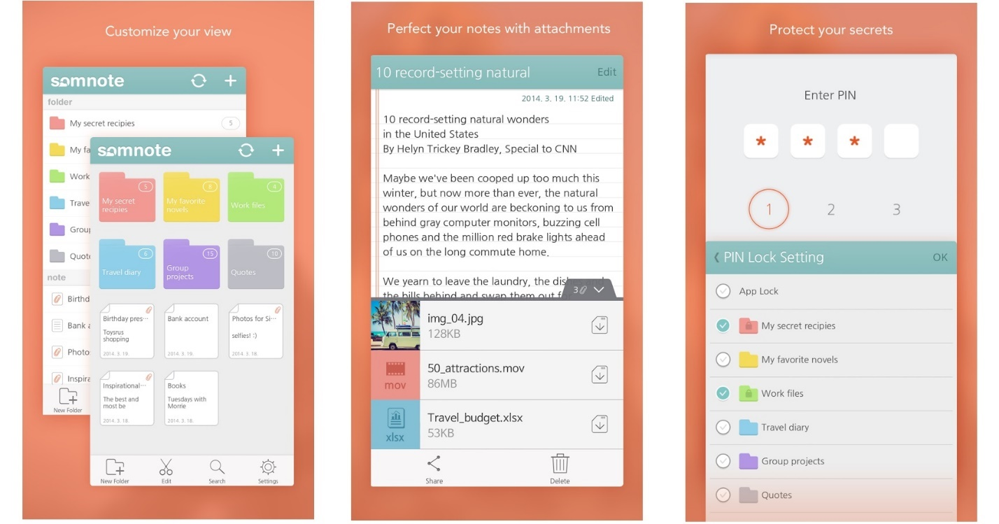 Customize your view
somnote
folder
My secret recipies
5
My fa
Work
Trave
Group
Quote
note
Birthd
Bank a
Photo
Inspira
New Folder
somnote
5
My secret
recipies
8
My favorite
novels
4
Work files
6
Travel diary
15
Group
projects
10
Quotes
Birthday pres···
Toysrus
shopping
2014. 3. 19.
Bank account
2014. 3. 19.
Photos for Si···
selfies! :)
2014. 3. 18.
Inspirational···
The best and
most be
2014. 3. 18.
Books
Tuesdays with
Morrie
2014. 3. 18.
New Folder
Edit
Search
Settings
Perfect your notes with attachments
10 record-setting natural
Edit
2014. 3. 19. 11:52 Edited
10 record-setting natural wonders
in the United States
By Helyn Trickey Bradley, Special to CNN
Maybe we've been cooped up too much this
winter, but now more than ever, the natural
wonders of our world are beckoning to us from
behind gray computer monitors, buzzing cell
phones and the million red brake lights ahead
of us on the long commute home.
We yearn to leave the laundry, the dishes and
the bills behind and swap them out f
3
img_04.jpg
128KB
mov
50_attractions.mov
86MB
xlsx
Travel_budget.xlsx
53KB
Share
Delete
Protect your secrets
Enter PIN
* * *
1 2 3
PIN Lock Setting
OK
App Lock
My secret recipies
My favorite novels
Work files
Travel diary
Group projects
Quotes